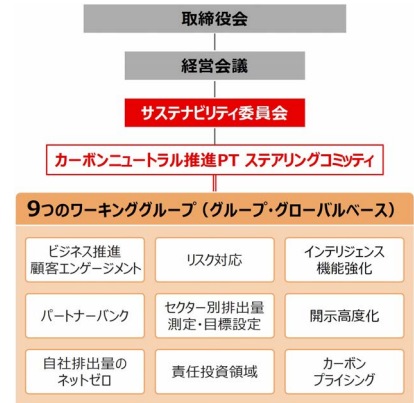 取締役会
経営会議
サステナビリティ委員会
カーボンニュートラル推進PT ステアリングコミッティ
9つのワーキンググループ（グループ・グローバルベース）
ビジネス推進
顧客エンゲージメント
リスク対応
インテリジェンス
機能強化
パートナーバンク
セクター別排出量
測定・目標設定
開示高度化
自社排出量の
ネットゼロ
責任投資領域
カーボン
プライシング